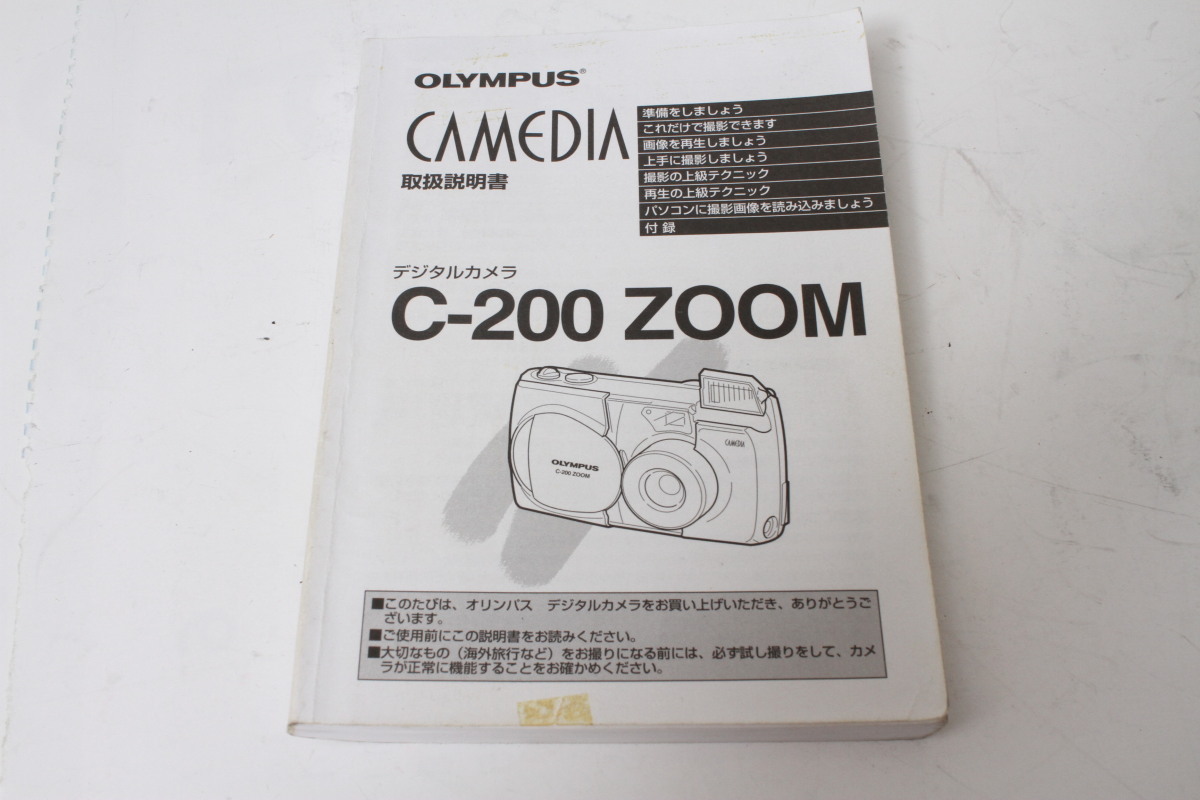 OLYMPUS®
CAMEDIA
取扱説明書
準備をしましょう
これだけで撮影できます
画像を再生しましょう
上手に撮影しましょう
撮影の上級テクニック
再生の上級テクニック
パソコンに撮影画像を読み込みましょう
付録
デジタルカメラ
C-200 ZOOM
CAMEDIA
OLYMPUS
C-200 ZOOM
■このたびは、オリンパス デジタルカメラをお買い上げいただき、ありがとうご
ざいます。
■ご使用前にこの説明書をお読みください。
■大切なもの（海外旅行など）をお撮りになる前には、必ず試し撮りをして、カメ
ラが正常に機能することをお確かめください。